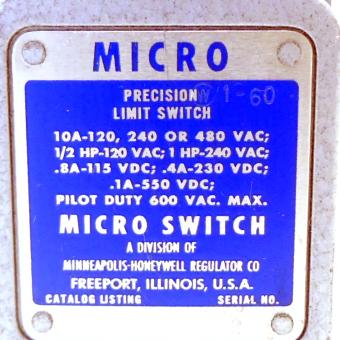 MICRO
PRECISION
1-60
LIMIT SWITCH
10A-120, 240 OR 480 VAC;
1/2 HP-120 VAC; 1 HP-240 VAC;
.8A-115 VDC; .4A-230 VDC;
.1A-550 VDC;
PILOT DUTY 600 VAC. MAX.
MICRO SWITCH
A DIVISION OF
MINNEAPOLIS-HONEYWELL REGULATOR CO
FREEPORT, ILLINOIS, U.S.A.
CATALOG LISTING SERIAL NO.